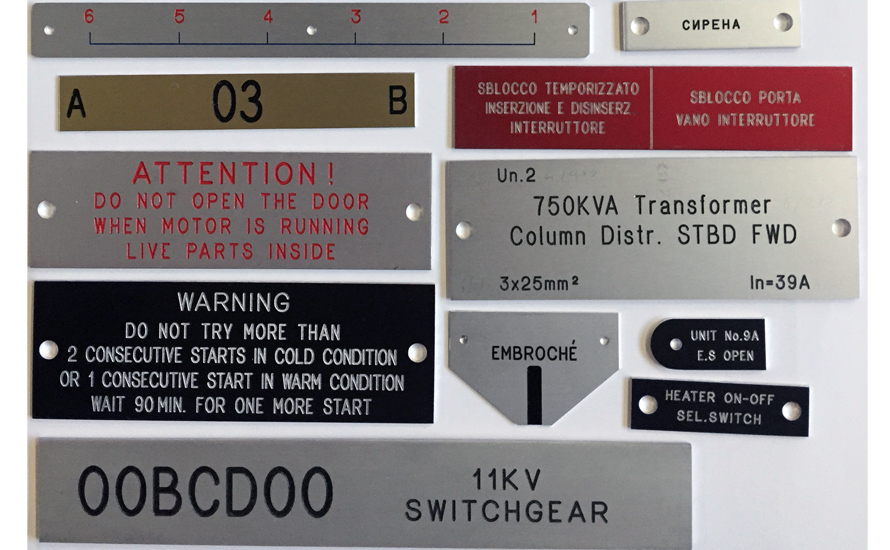 6 5 4 3 2 1
СИРЕНА
A 03 B
SBLOCCO TEMPORIZZATO
INSERZIONE E DISINSERZ
INTERRUTTORE
SBLOCCO PORTA
VANO INTERRUTTORE
ATTENTION!
DO NOT OPEN THE DOOR
WHEN MOTOR IS RUNNING
LIVE PARTS INSIDE
Un.2
750KVA Transformer
Column Distr. STBD FWD
3x25mm² In=39A
WARNING
DO NOT TRY MORE THAN
2 CONSECUTIVE STARTS IN COLD CONDITION
OR 1 CONSECUTIVE START IN WARM CONDITION
WAIT 90MIN. FOR ONE MORE START
EMBROCHÉ
UNIT No.9A
E.S OPEN
HEATER ON-OFF
SEL.SWITCH
00BCD00
11KV
SWITCHGEAR